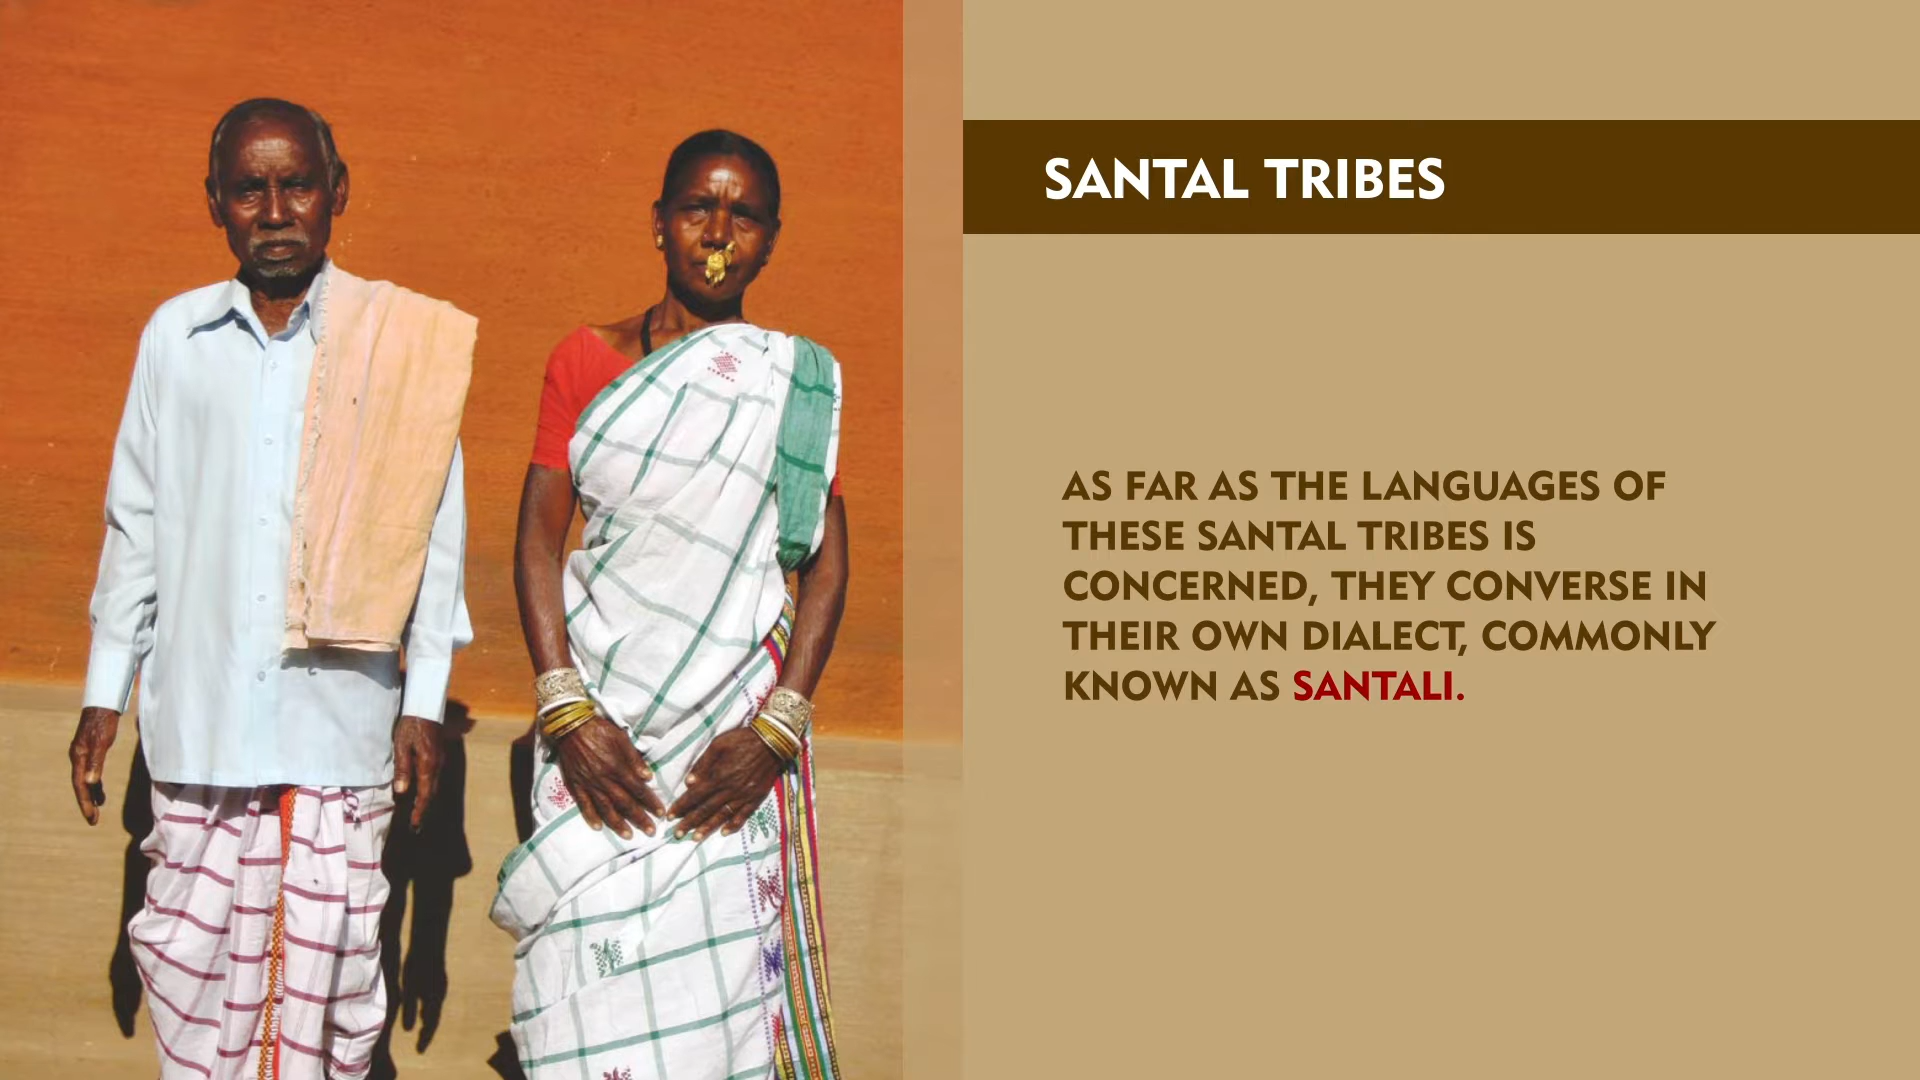 SANTAL TRIBES
AS FAR AS THE LANGUAGES OF
THESE SANTAL TRIBES IS
CONCERNED, THEY CONVERSE IN
THEIR OWN DIALECT, COMMONLY
KNOWN AS SANTALI.